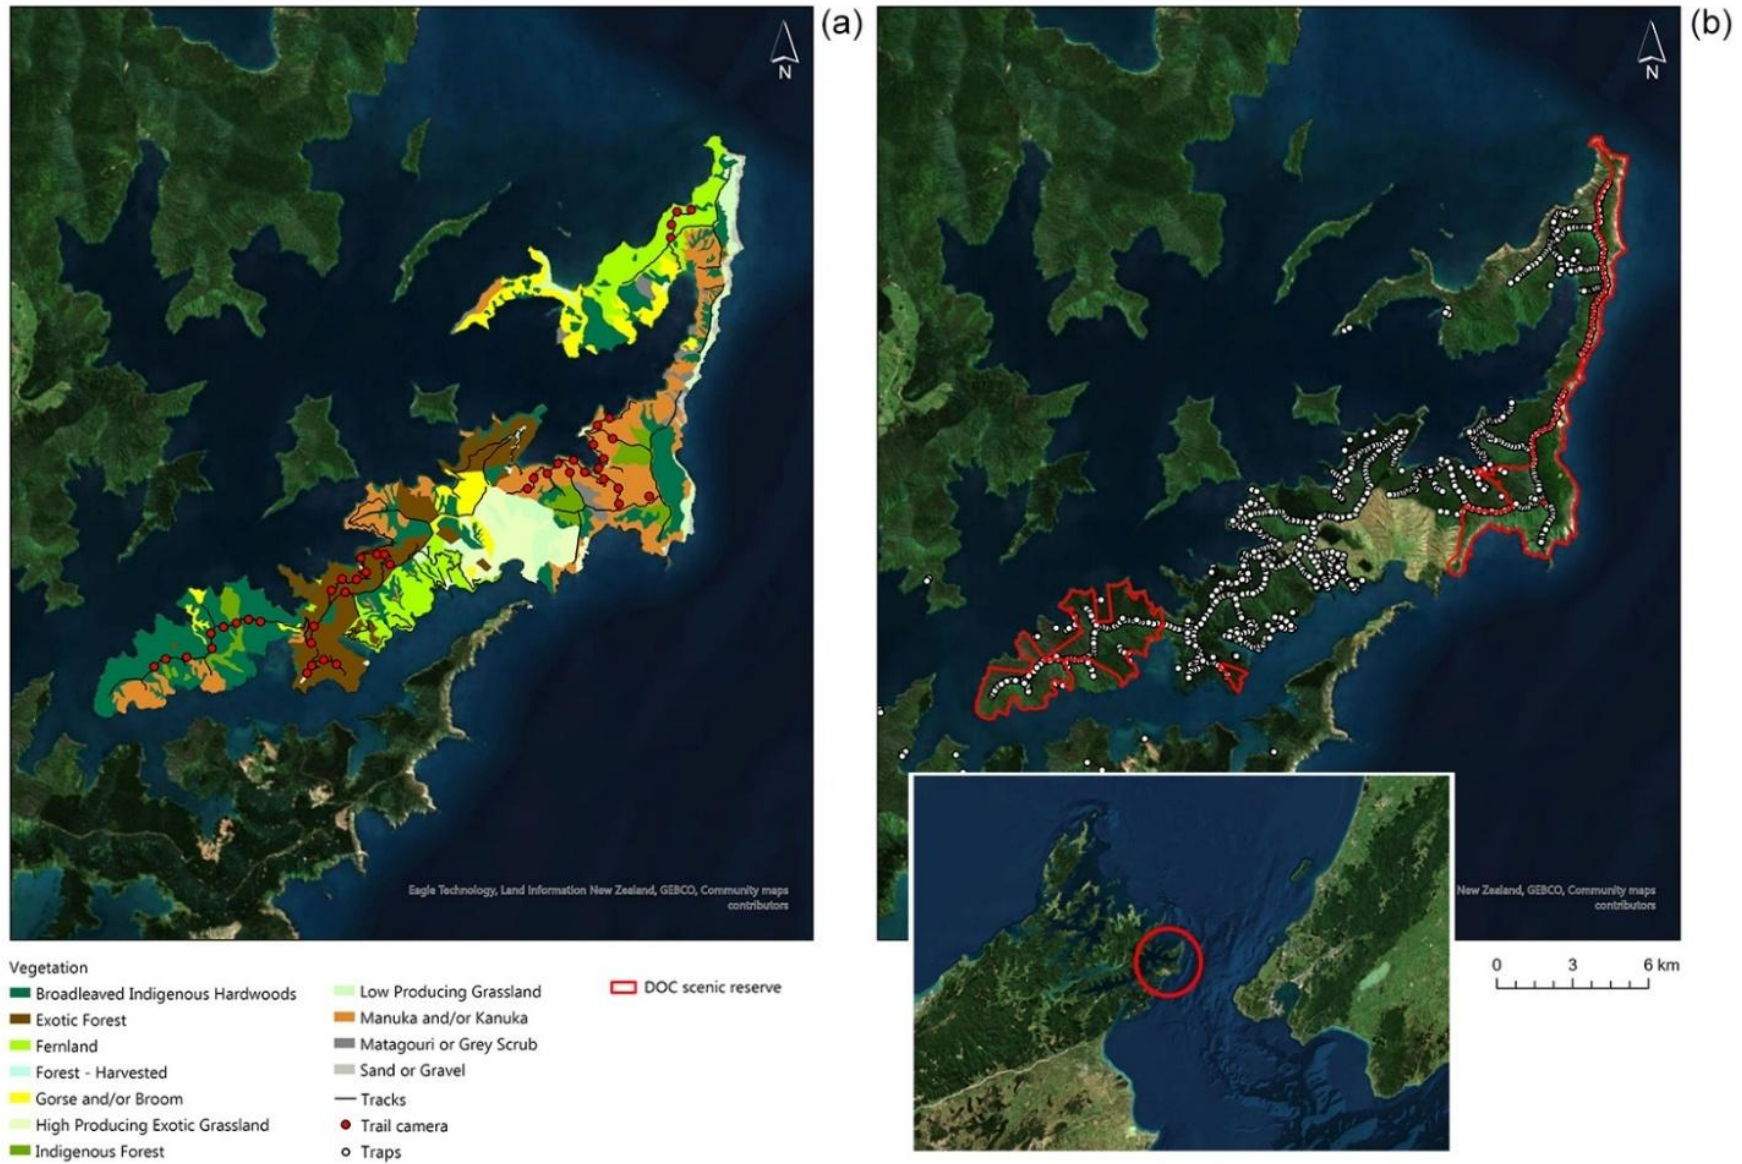 (a)
(b)
N
N
Eagle Technology, Land Information New Zealand, GEBCO, Community maps
contributors
New Zealand, GEBCO, Community maps
contributors
Vegetation
Broadleaved Indigenous Hardwoods
Exotic Forest
Fernland
Forest - Harvested
Gorse and/or Broom
High Producing Exotic Grassland
Indigenous Forest
Low Producing Grassland
Manuka and/or Kanuka
Matagouri or Grey Scrub
Sand or Gravel
Tracks
Trail camera
Traps
DOC scenic reserve
0 3 6 km